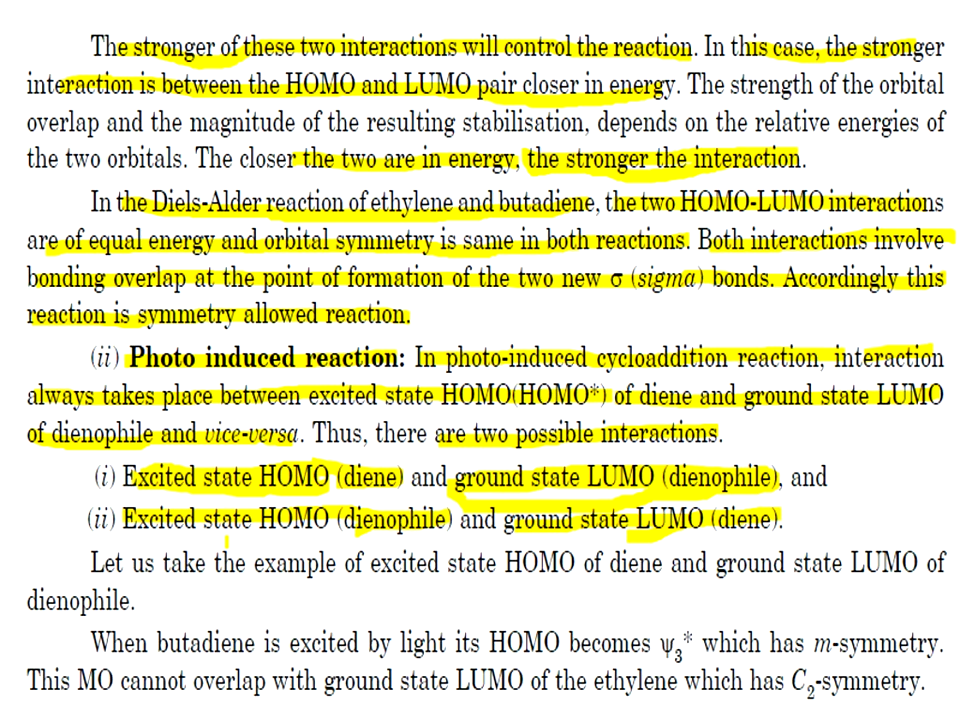 The stronger of these two interactions will control the reaction. In this case, the stronger
interaction is between the HOMO and LUMO pair closer in energy. The strength of the orbital
overlap and the magnitude of the resulting stabilisation, depends on the relative energies of
the two orbitals. The closer the two are in energy, the stronger the interaction.
In the Diels-Alder reaction of ethylene and butadiene, the two HOMO-LUMO interactions
are of equal energy and orbital symmetry is same in both reactions. Both interactions involve
bonding overlap at the point of formation of the two new σ (sigma) bonds. Accordingly this
reaction is symmetry allowed reaction.
(ii) Photo induced reaction: In photo-induced cycloaddition reaction, interaction
always takes place between excited state HOMO(HOMO*) of diene and ground state LUMO
of dienophile and vice-versa. Thus, there are two possible interactions.
(i) Excited state HOMO (diene) and ground state LUMO (dienophile), and
(ii) Excited state HOMO (dienophile) and ground state LUMO (diene).
Let us take the example of excited state HOMO of diene and ground state LUMO of
dienophile.
When butadiene is excited by light its HOMO becomes ψ₃* which has m-symmetry.
This MO cannot overlap with ground state LUMO of the ethylene which has C₂-symmetry.